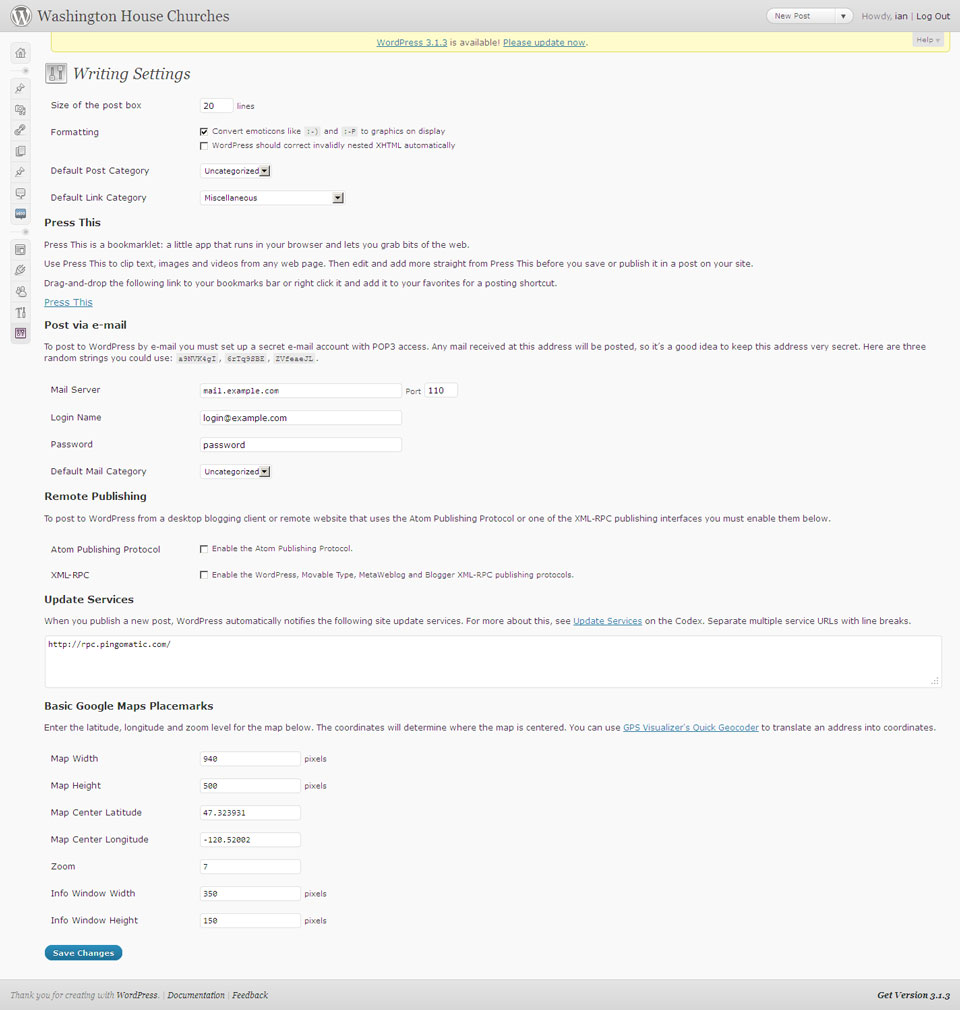 Washington House Churches
New Post
Howdy, ian | Log Out
WordPress 3.1.3 is available! Please update now.
Help
Writing Settings
Size of the post box 20 lines
Formatting Convert emoticons like :-) and :-P to graphics on display
WordPress should correct invalidly nested XHTML automatically
Default Post Category Uncategorized
Default Link Category Miscellaneous
Press This
Press This is a bookmarklet: a little app that runs in your browser and lets you grab bits of the web.
Use Press This to clip text, images and videos from any web page. Then edit and add more straight from Press This before you save or publish it in a post on your site.
Drag-and-drop the following link to your bookmarks bar or right click it and add it to your favorites for a posting shortcut.
Press This
Post via e-mail
To post to WordPress by e-mail you must set up a secret e-mail account with POP3 access. Any mail received at this address will be posted, so it's a good idea to keep this address very secret. Here are three
random strings you could use: a9NVK4gI, 6rTq9SBE, ZVfeaeJL.
Mail Server mail.example.com Port 110
Login Name login@example.com
Password password
Default Mail Category Uncategorized
Remote Publishing
To post to WordPress from a desktop blogging client or remote website that uses the Atom Publishing Protocol or one of the XML-RPC publishing interfaces you must enable them below.
Atom Publishing Protocol Enable the Atom Publishing Protocol.
XML-RPC Enable the WordPress, Movable Type, MetaWeblog and Blogger XML-RPC publishing protocols.
Update Services
When you publish a new post, WordPress automatically notifies the following site update services. For more about this, see Update Services on the Codex. Separate multiple service URLs with line breaks.
http://rpc.pingomatic.com/
Basic Google Maps Placemarks
Enter the latitude, longitude and zoom level for the map below. The coordinates will determine where the map is centered. You can use GPS Visualizer's Quick Geocoder to translate an address into coordinates.
Map Width 940 pixels
Map Height 500 pixels
Map Center Latitude 47.323931
Map Center Longitude -120.52002
Zoom 7
Info Window Width 350 pixels
Info Window Height 150 pixels
Save Changes
Thank you for creating with WordPress. | Documentation | Feedback
Get Version 3.1.3